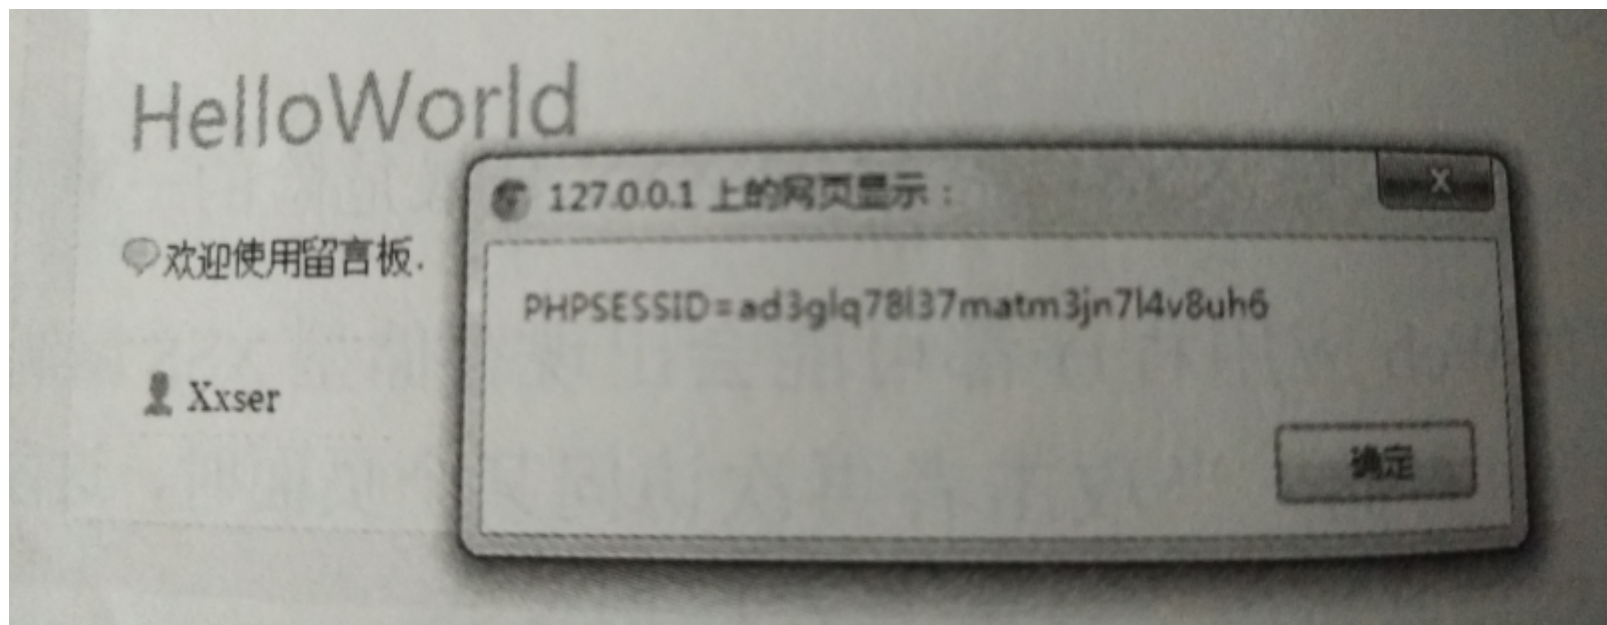 HelloWorld
127.0.0.1 上的网页显示：
X
欢迎使用留言板.
PHPSESSID=ad3glq78l37matm3jn7l4v8uh6
Xxser
确定